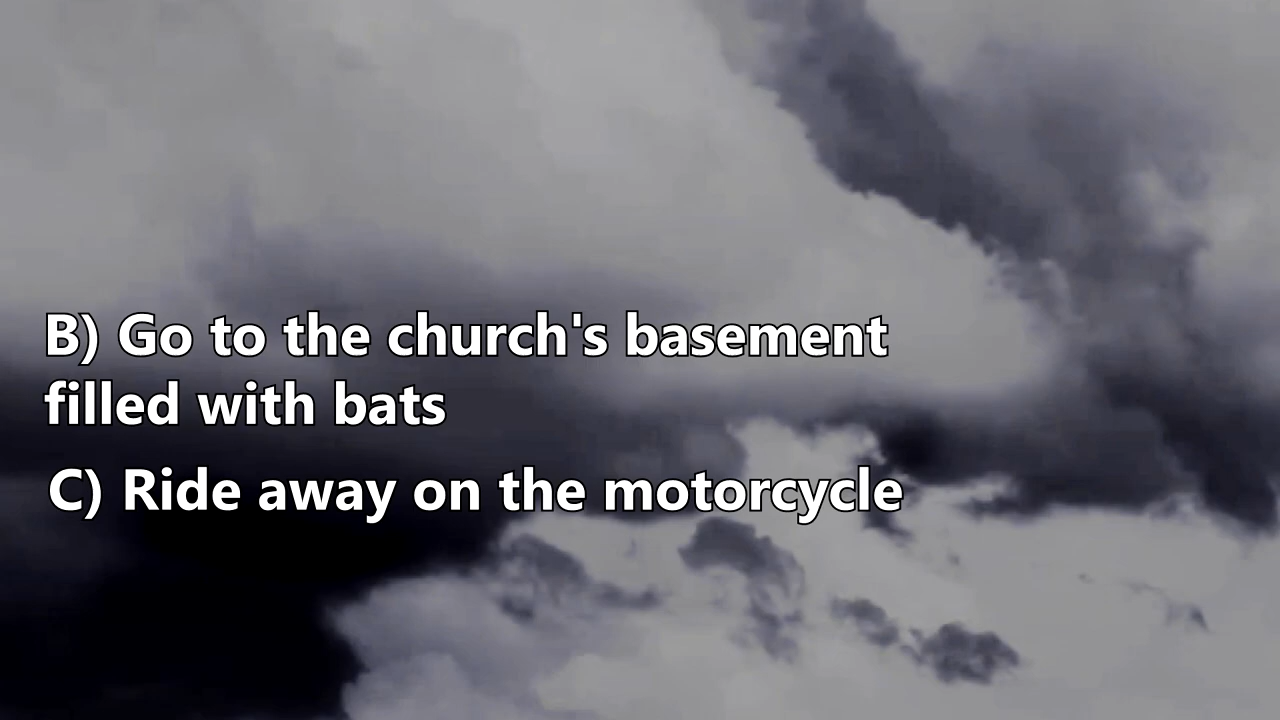 B) Go to the church's basement
filled with bats
C) Ride away on the motorcycle